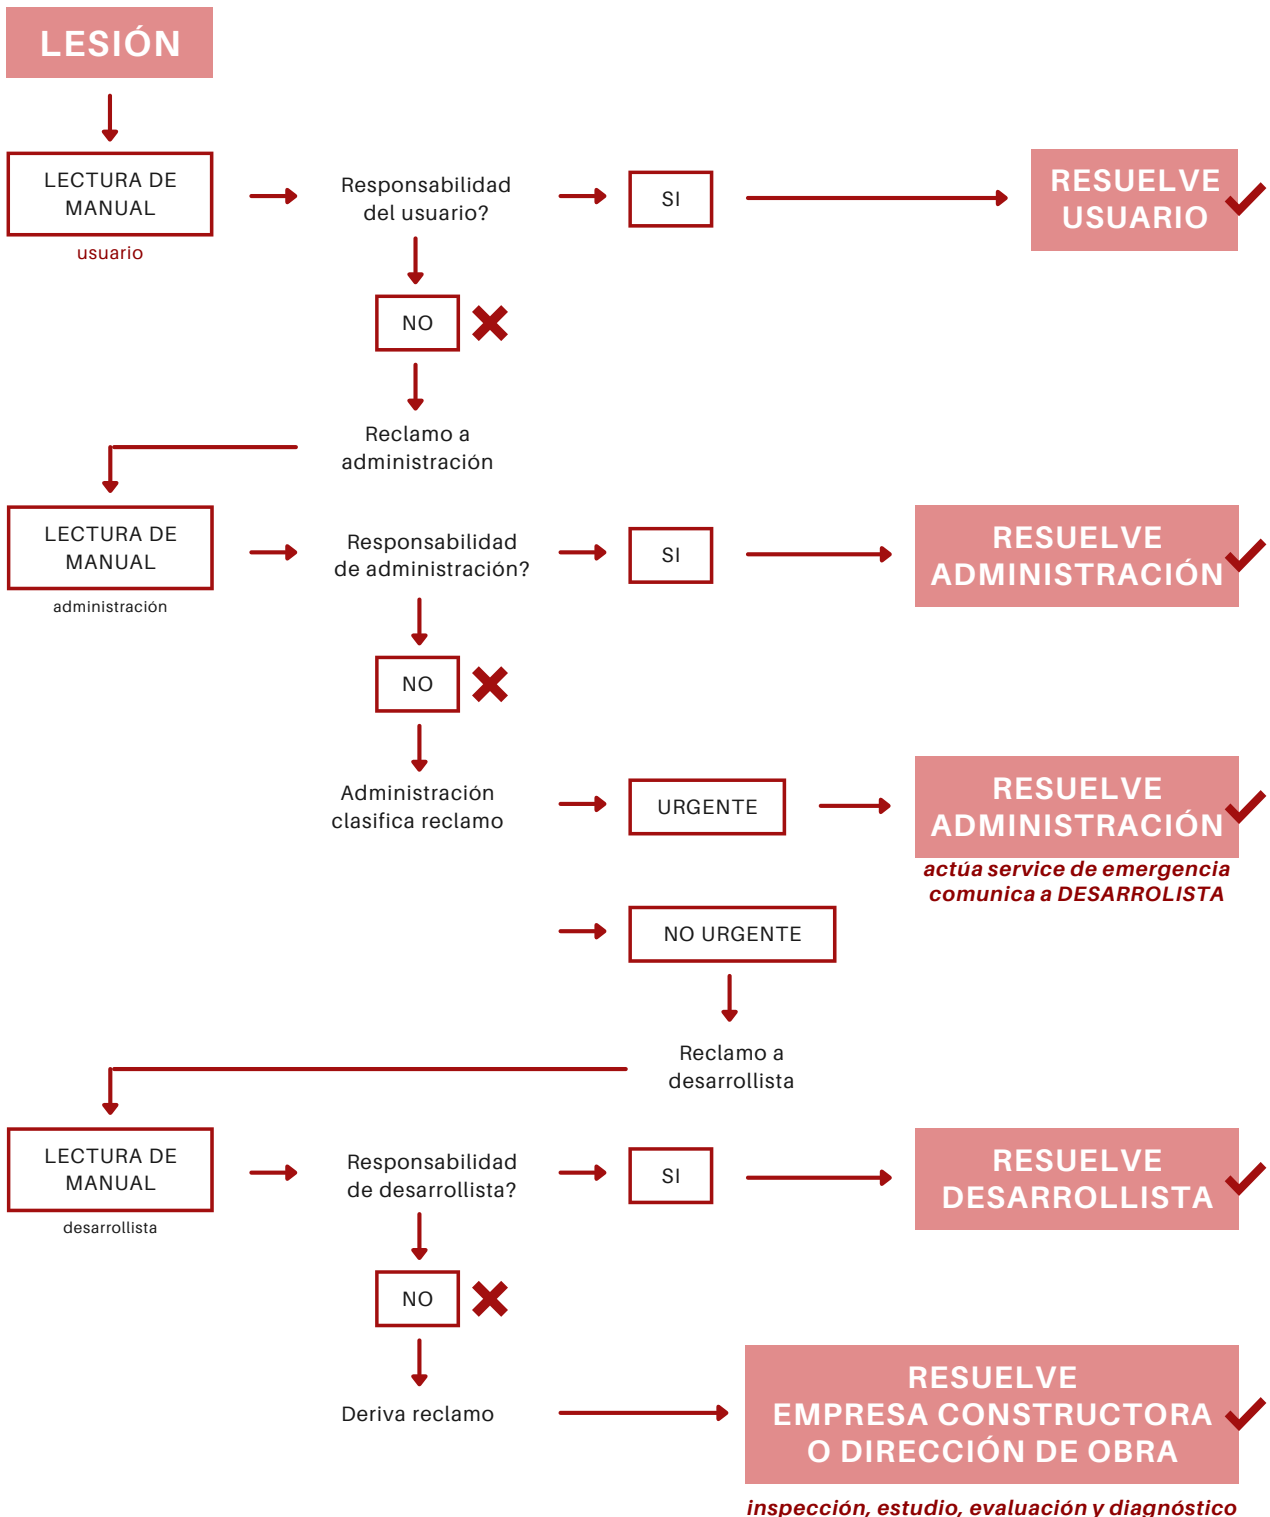 LESIÓN
LECTURA DE
MANUAL
usuario
Responsabilidad
del usuario?
SI
RESUELVE
USUARIO
NO
Reclamo a
administración
LECTURA DE
MANUAL
administración
Responsabilidad
de administración?
SI
RESUELVE
ADMINISTRACIÓN
NO
Administración
clasifica reclamo
URGENTE
RESUELVE
ADMINISTRACIÓN
actúa service de emergencia
comunica a DESARROLISTA
NO URGENTE
Reclamo a
desarrollista
LECTURA DE
MANUAL
desarrollista
Responsabilidad
de desarrollista?
SI
RESUELVE
DESARROLLISTA
NO
Deriva reclamo
RESUELVE
EMPRESA CONSTRUCTORA
O DIRECCIÓN DE OBRA
inspección, estudio, evaluación y diagnóstico